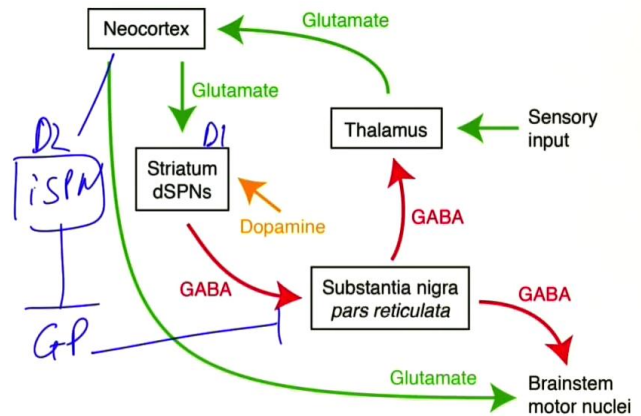 Glutamate
Neocortex
Glutamate
D2
D1
Thalamus
Sensory
input
iSPN
Striatum
dSPNs
Dopamine
GABA
GABA
Substantia nigra
pars reticulata
GABA
GP
Glutamate
Brainstem
motor nuclei